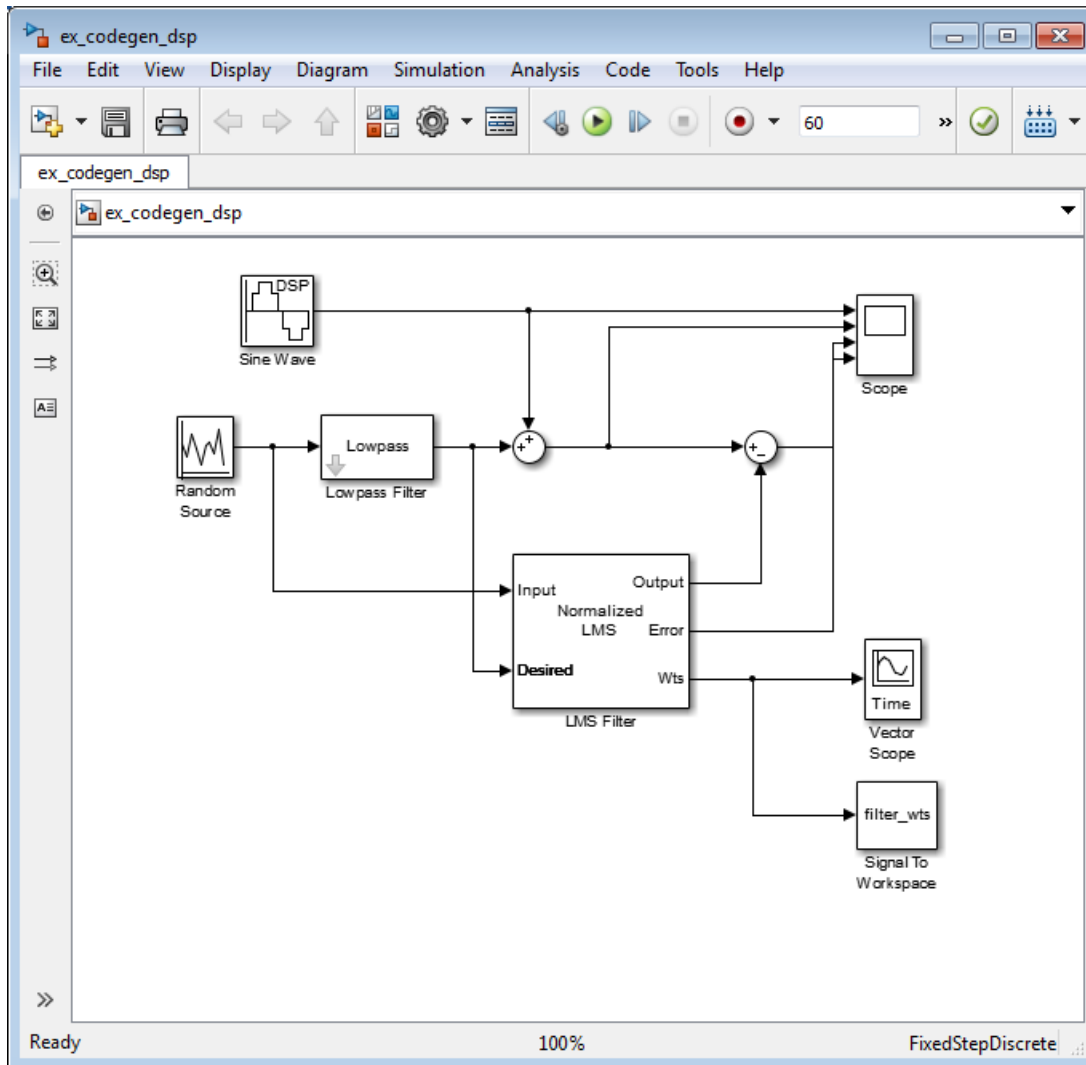 ex_codegen_dsp
File Edit View Display Diagram Simulation Analysis Code Tools Help
60
ex_codegen_dsp
ex_codegen_dsp
DSP
Sine Wave
Scope
Lowpass
Random
Source
Lowpass Filter
Input
Output
Normalized
LMS
Error
Desired
Wts
LMS Filter
Time
Vector
Scope
filter_wts
Signal To
Workspace
Ready 100% FixedStepDiscrete